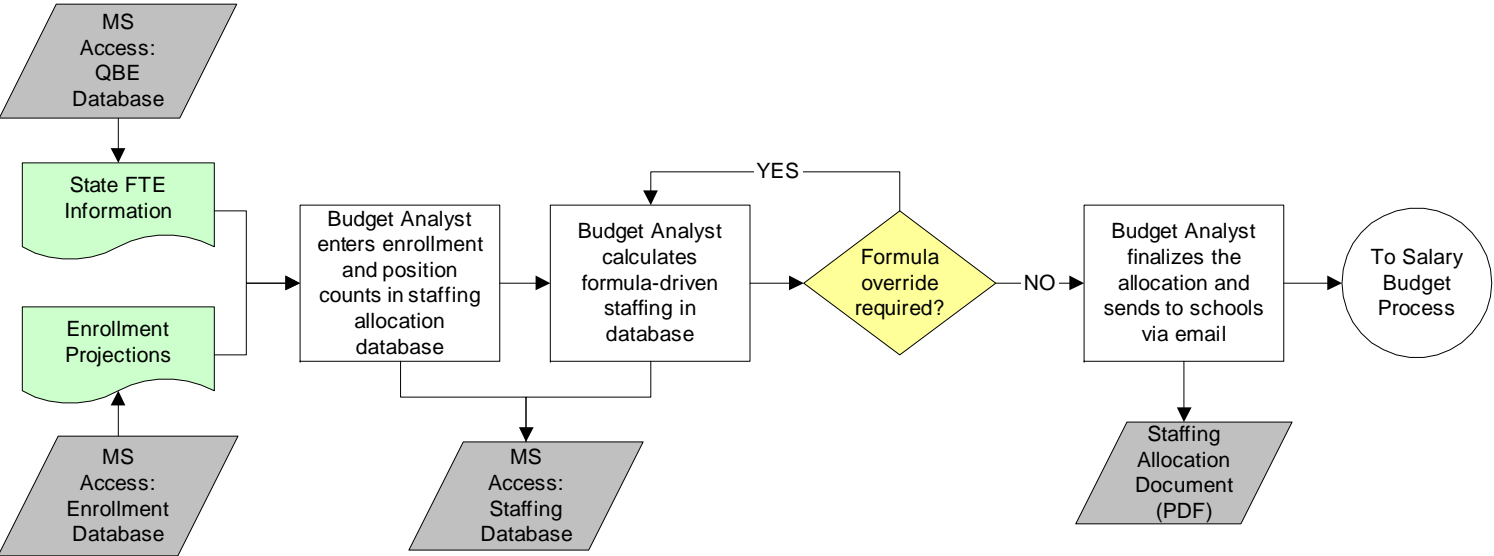 MS
Access:
QBE
Database
State FTE
Information
Enrollment
Projections
MS
Access:
Enrollment
Database
Budget Analyst
enters enrollment
and position
counts in staffing
allocation
database
Budget Analyst
calculates
formula-driven
staffing in
database
MS
Access:
Staffing
Database
YES
Formula
override
required?
NO
Budget Analyst
finalizes the
allocation and
sends to schools
via email
Staffing
Allocation
Document
(PDF)
To Salary
Budget
Process